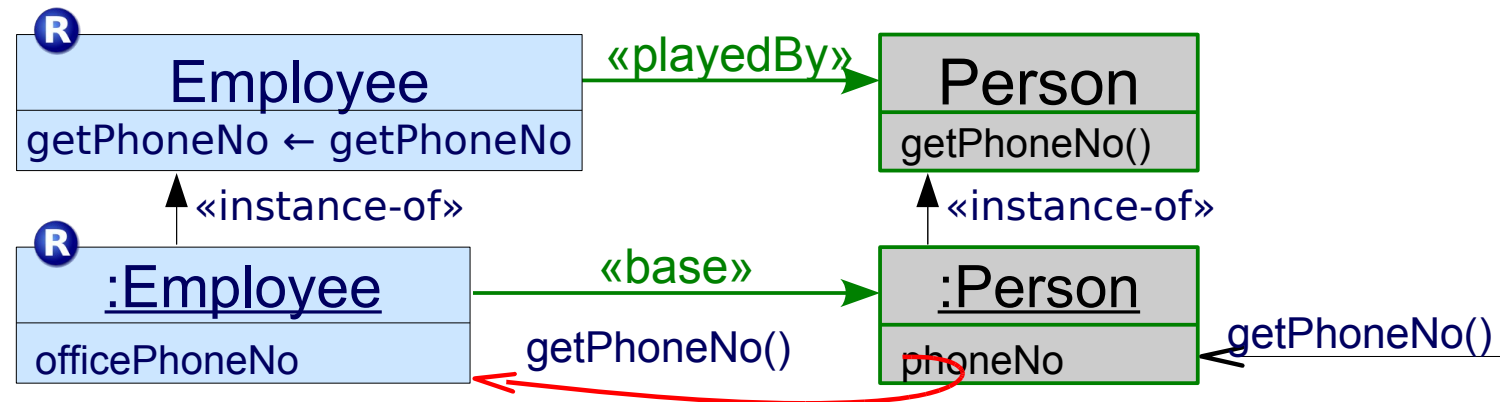 R
Employee
«playedBy»
Person
getPhoneNo ← getPhoneNo
getPhoneNo()
«instance-of»
«instance-of»
R
:Employee
«base»
:Person
officePhoneNo
getPhoneNo()
phoneNo
getPhoneNo()